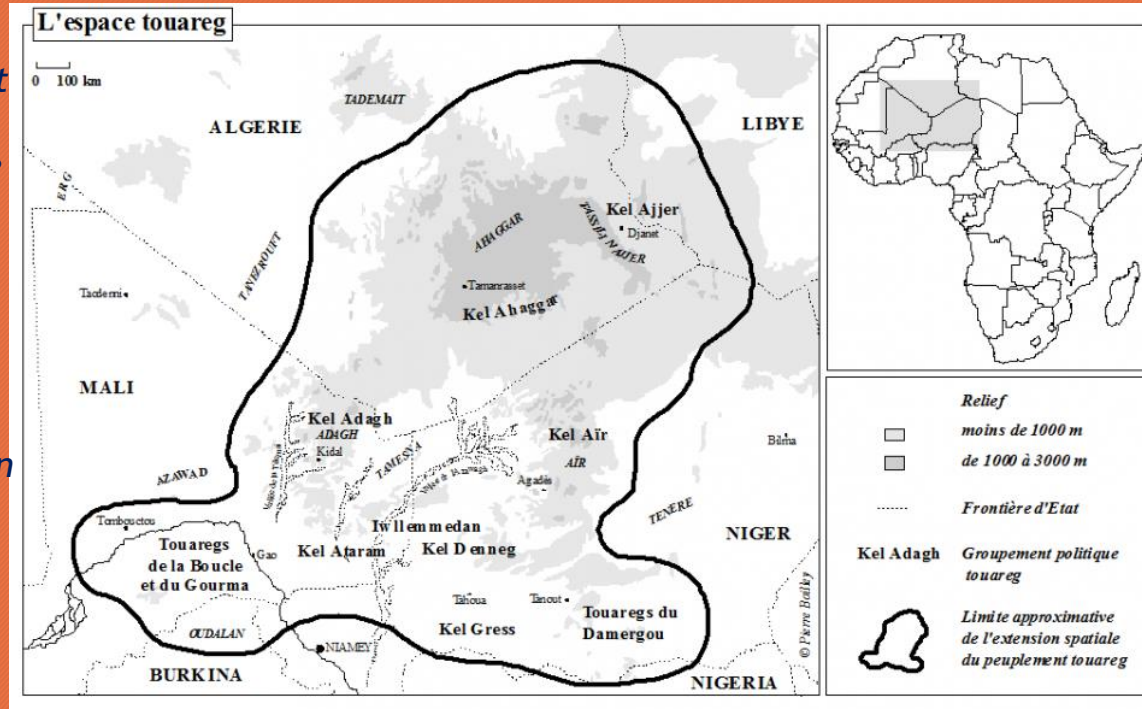 L'espace touareg
0 100 km
TADEMAIT
ALGERIE
LIBYE
ERG
TANEZROUFT
AHAGGAR
Kel Ajjer
TASSILI N'AJJER
Djanet
Taoderni
Tamanrasset
Kel Ahaggar
MALI
Kel Adagh
ADAGH
Kidal
TAMESYA
Kel Aïr
AÏR
Agadès
Bilma
AZAWAD
TENERE
NIGER
Tombouctou
Touaregs
de la Boucle
et du Gourma
Gao
Kel Ataram
Iwllemmedan
Kel Denneg
Tahoua
Tanout
Touaregs du
Damergou
Kel Gress
OUDALAN
NIAMEY
BURKINA
NIGERIA
© Pierre Bailley
Relief
moins de 1000 m
de 1000 à 3000 m
Frontière d'Etat
Kel Adagh
Groupement politique
touareg
Limite approximative
de l'extension spatiale
du peuplement touareg